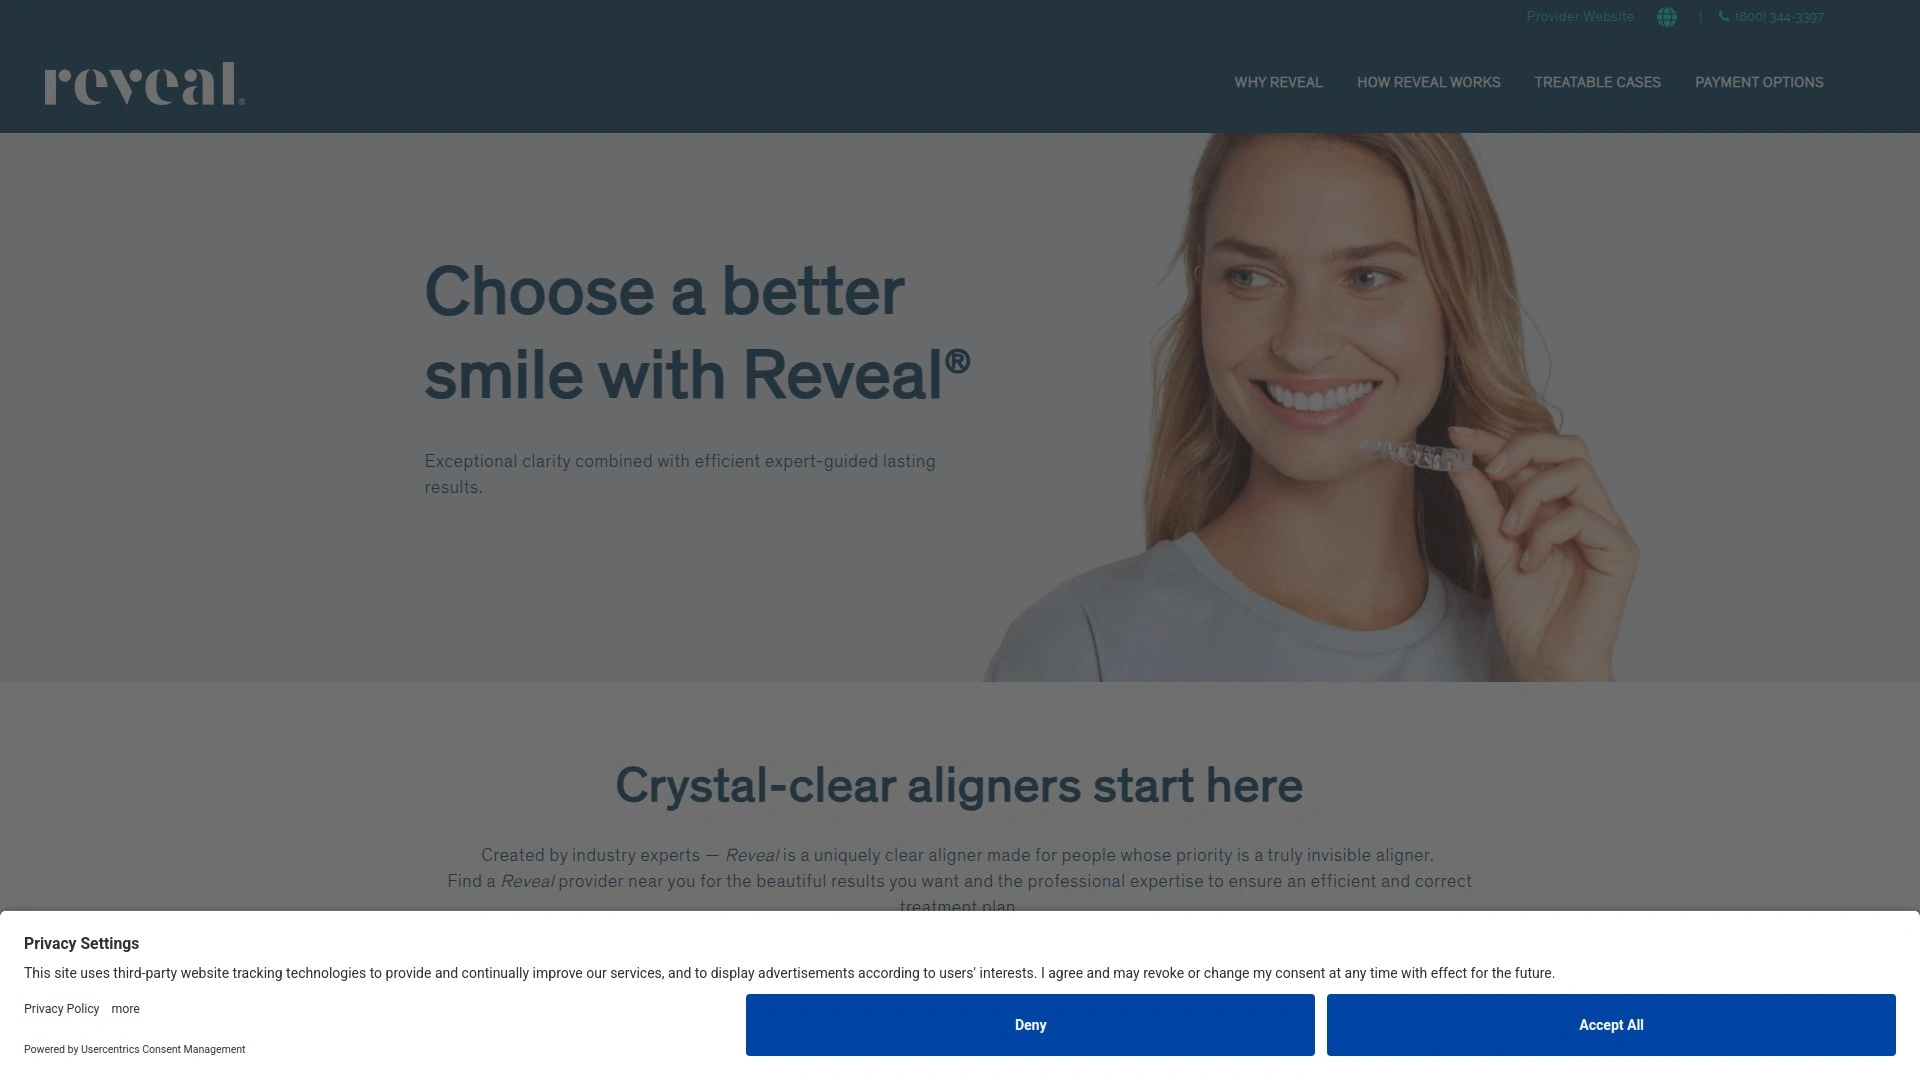 Provider Website | (800) 344-3397
reveal®
WHY REVEAL HOW REVEAL WORKS TREATABLE CASES PAYMENT OPTIONS
Choose a better
smile with Reveal®
Exceptional clarity combined with efficient expert-guided lasting
results.
Crystal-clear aligners start here
Created by industry experts — Reveal is a uniquely clear aligner made for people whose priority is a truly invisible aligner.
Find a Reveal provider near you for the beautiful results you want and the professional expertise to ensure an efficient and correct
treatment plan.
Privacy Settings
This site uses third-party website tracking technologies to provide and continually improve our services, and to display advertisements according to users' interests. I agree and may revoke or change my consent at any time with effect for the future.
Privacy Policy more
Deny
Accept All
Powered by Usercentrics Consent Management